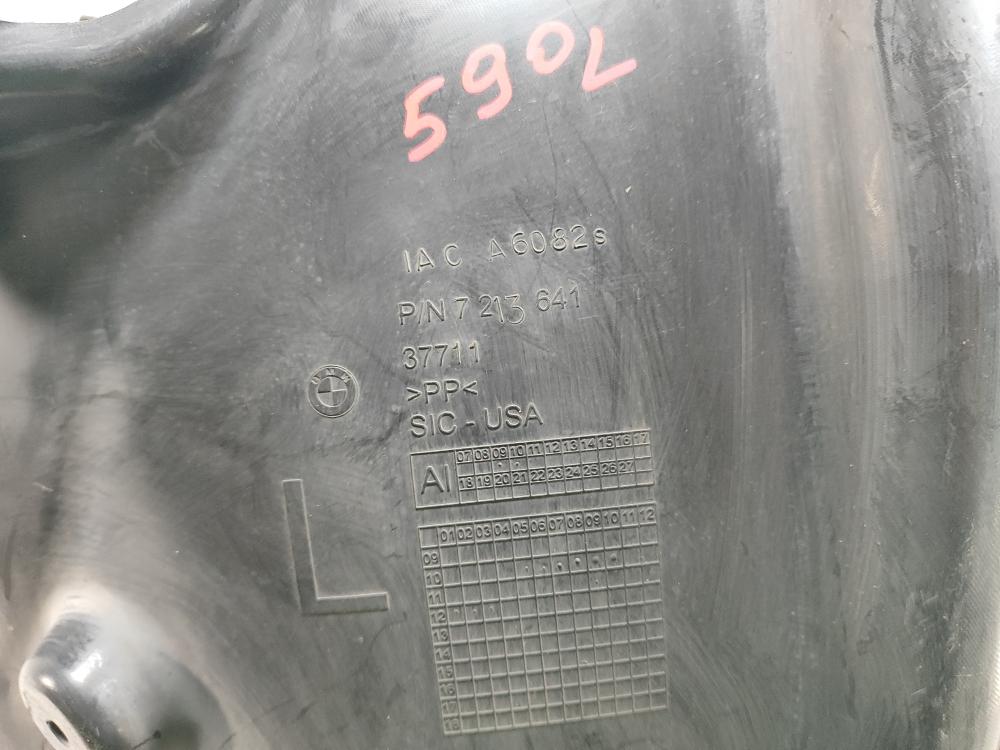 590L
IAC A6082s
P/N 7 213 641
37711
>PP<
BMW
SIC - USA
AI 07 08 09 10 11 12 13 14 15 16 17
18 19 20 21 22 23 24 25 26 27
L
01 02 03 04 05 06 07 08 09 10 11 12
09
10
11
12
13
14
15
16
17
18